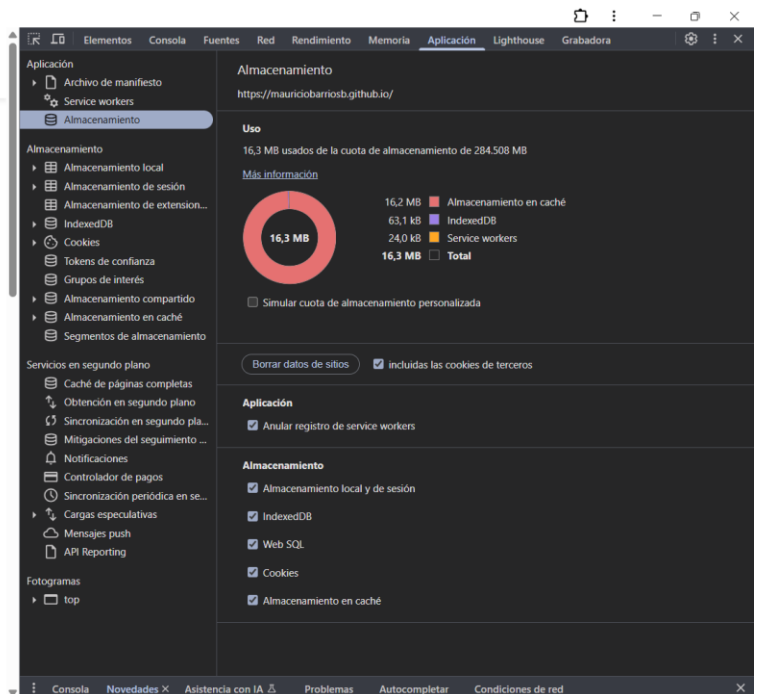 Elementos Consola Fuentes Red Rendimiento Memoria Aplicación Lighthouse Grabadora
Aplicación
Archivo de manifiesto
Service workers
Almacenamiento
Almacenamiento
Almacenamiento local
Almacenamiento de sesión
Almacenamiento de extension...
IndexedDB
Cookies
Tokens de confianza
Grupos de interés
Almacenamiento compartido
Almacenamiento en caché
Segmentos de almacenamiento
Servicios en segundo plano
Caché de páginas completas
Obtención en segundo plano
Sincronización en segundo pla...
Mitigaciones del seguimiento ...
Notificaciones
Controlador de pagos
Sincronización periódica en se...
Cargas especulativas
Mensajes push
API Reporting
Fotogramas
top
Almacenamiento
https://mauriciobarriosb.github.io/
Uso
16,3 MB usados de la cuota de almacenamiento de 284.508 MB
Más información
16,3 MB
16,2 MB Almacenamiento en caché
63,1 kB IndexedDB
24,0 kB Service workers
16,3 MB Total
Simular cuota de almacenamiento personalizada
Borrar datos de sitios incluidas las cookies de terceros
Aplicación
Anular registro de service workers
Almacenamiento
Almacenamiento local y de sesión
IndexedDB
Web SQL
Cookies
Almacenamiento en caché
Consola Novedades Asistencia con IA Problemas Autocompletar Condiciones de red